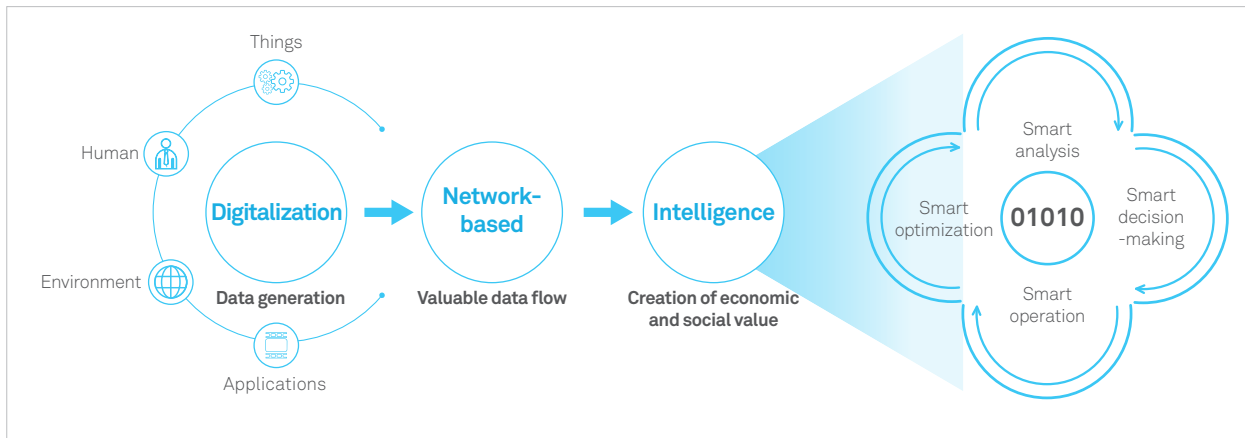 Things
Human
Environment
Applications
Digitalization
Data generation
Network-
based
Valuable data flow
Intelligence
Creation of economic
and social value
Smart
analysis
Smart
decision
-making
Smart
operation
Smart
optimization
01010